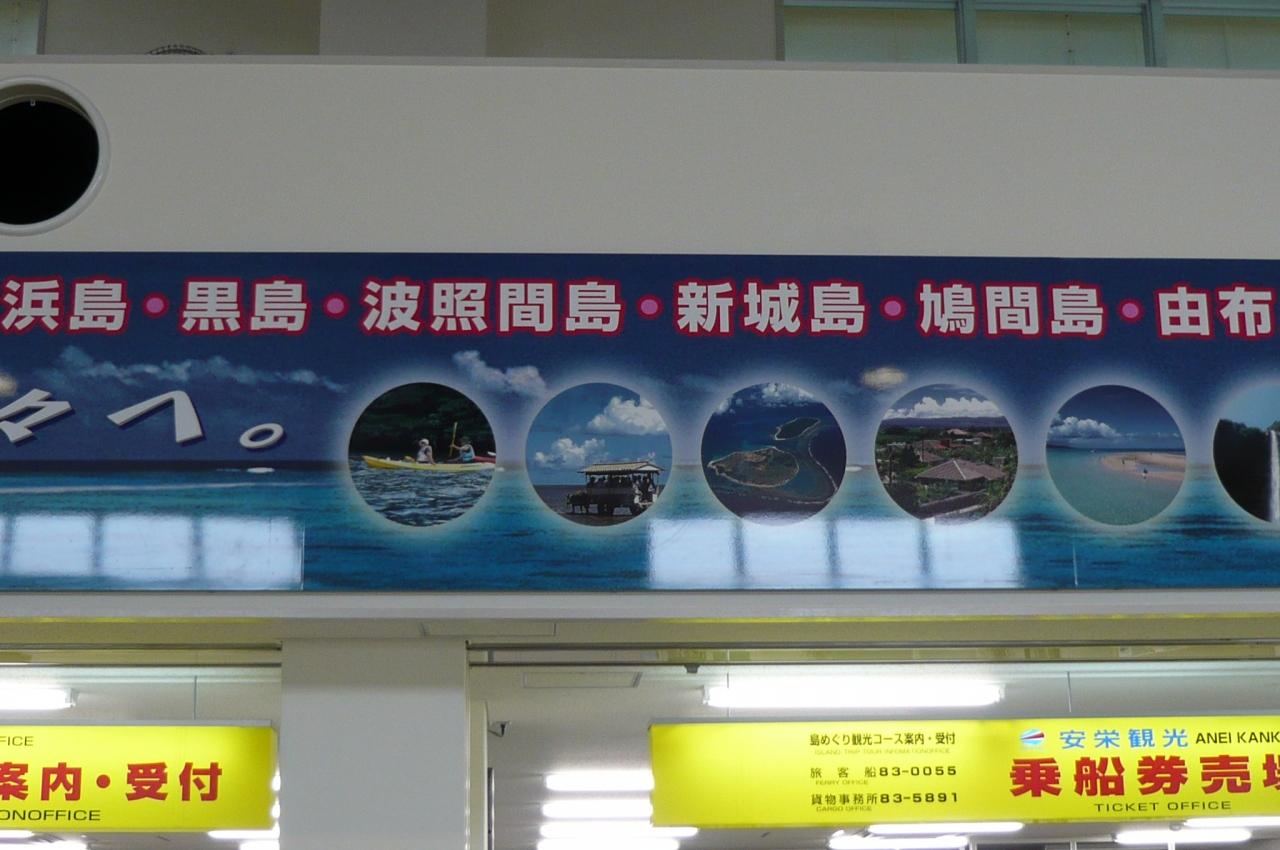 浜島・黒島・波照間島・新城島・鳩間島・由布
々へ。
FICE
案内・受付
ONOFFICE
島めぐり観光コース案内・受付
ISLAND TRIP TOUR INFOMATIONOFFICE
旅客船83-0055
FERRY OFFICE
貨物事務所83-5891
CARGO OFFICE
安栄観光 ANEI KANK
乗船券売場
TICKET OFFICE